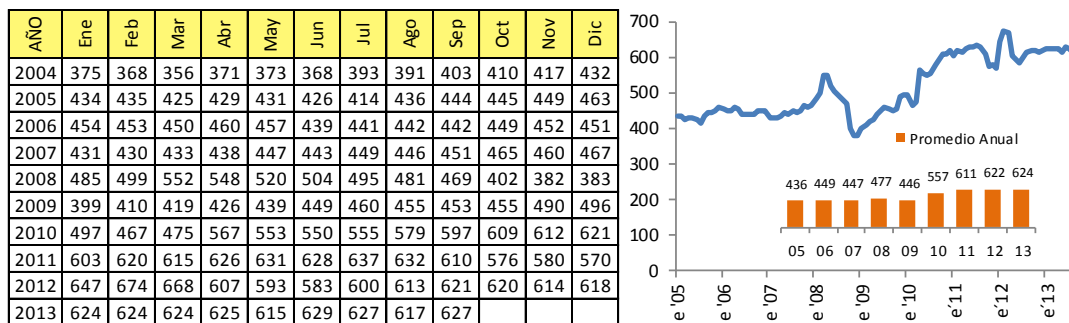 AÑO Ene Feb Mar Abr May Jun Jul Ago Sep Oct Nov Dic
2004 375 368 356 371 373 368 393 391 403 410 417 432
2005 434 435 425 429 431 426 414 436 444 445 449 463
2006 454 453 450 460 457 439 441 442 442 449 452 451
2007 431 430 433 438 447 443 449 446 451 465 460 467
2008 485 499 552 548 520 504 495 481 469 402 382 383
2009 399 410 419 426 439 449 460 455 453 455 490 496
2010 497 467 475 567 553 550 555 579 597 609 612 621
2011 603 620 615 626 631 628 637 632 610 576 580 570
2012 647 674 668 607 593 583 600 613 621 620 614 618
2013 624 624 624 625 615 629 627 617 627
700
600
500
400
300
200
100
0
Promedio Anual
436 449 447 477 446 557 611 622 624
05 06 07 08 09 10 11 12 13
e '05 e '06 e '07 e '08 e '09 e '10 e'11 e'12 e'13